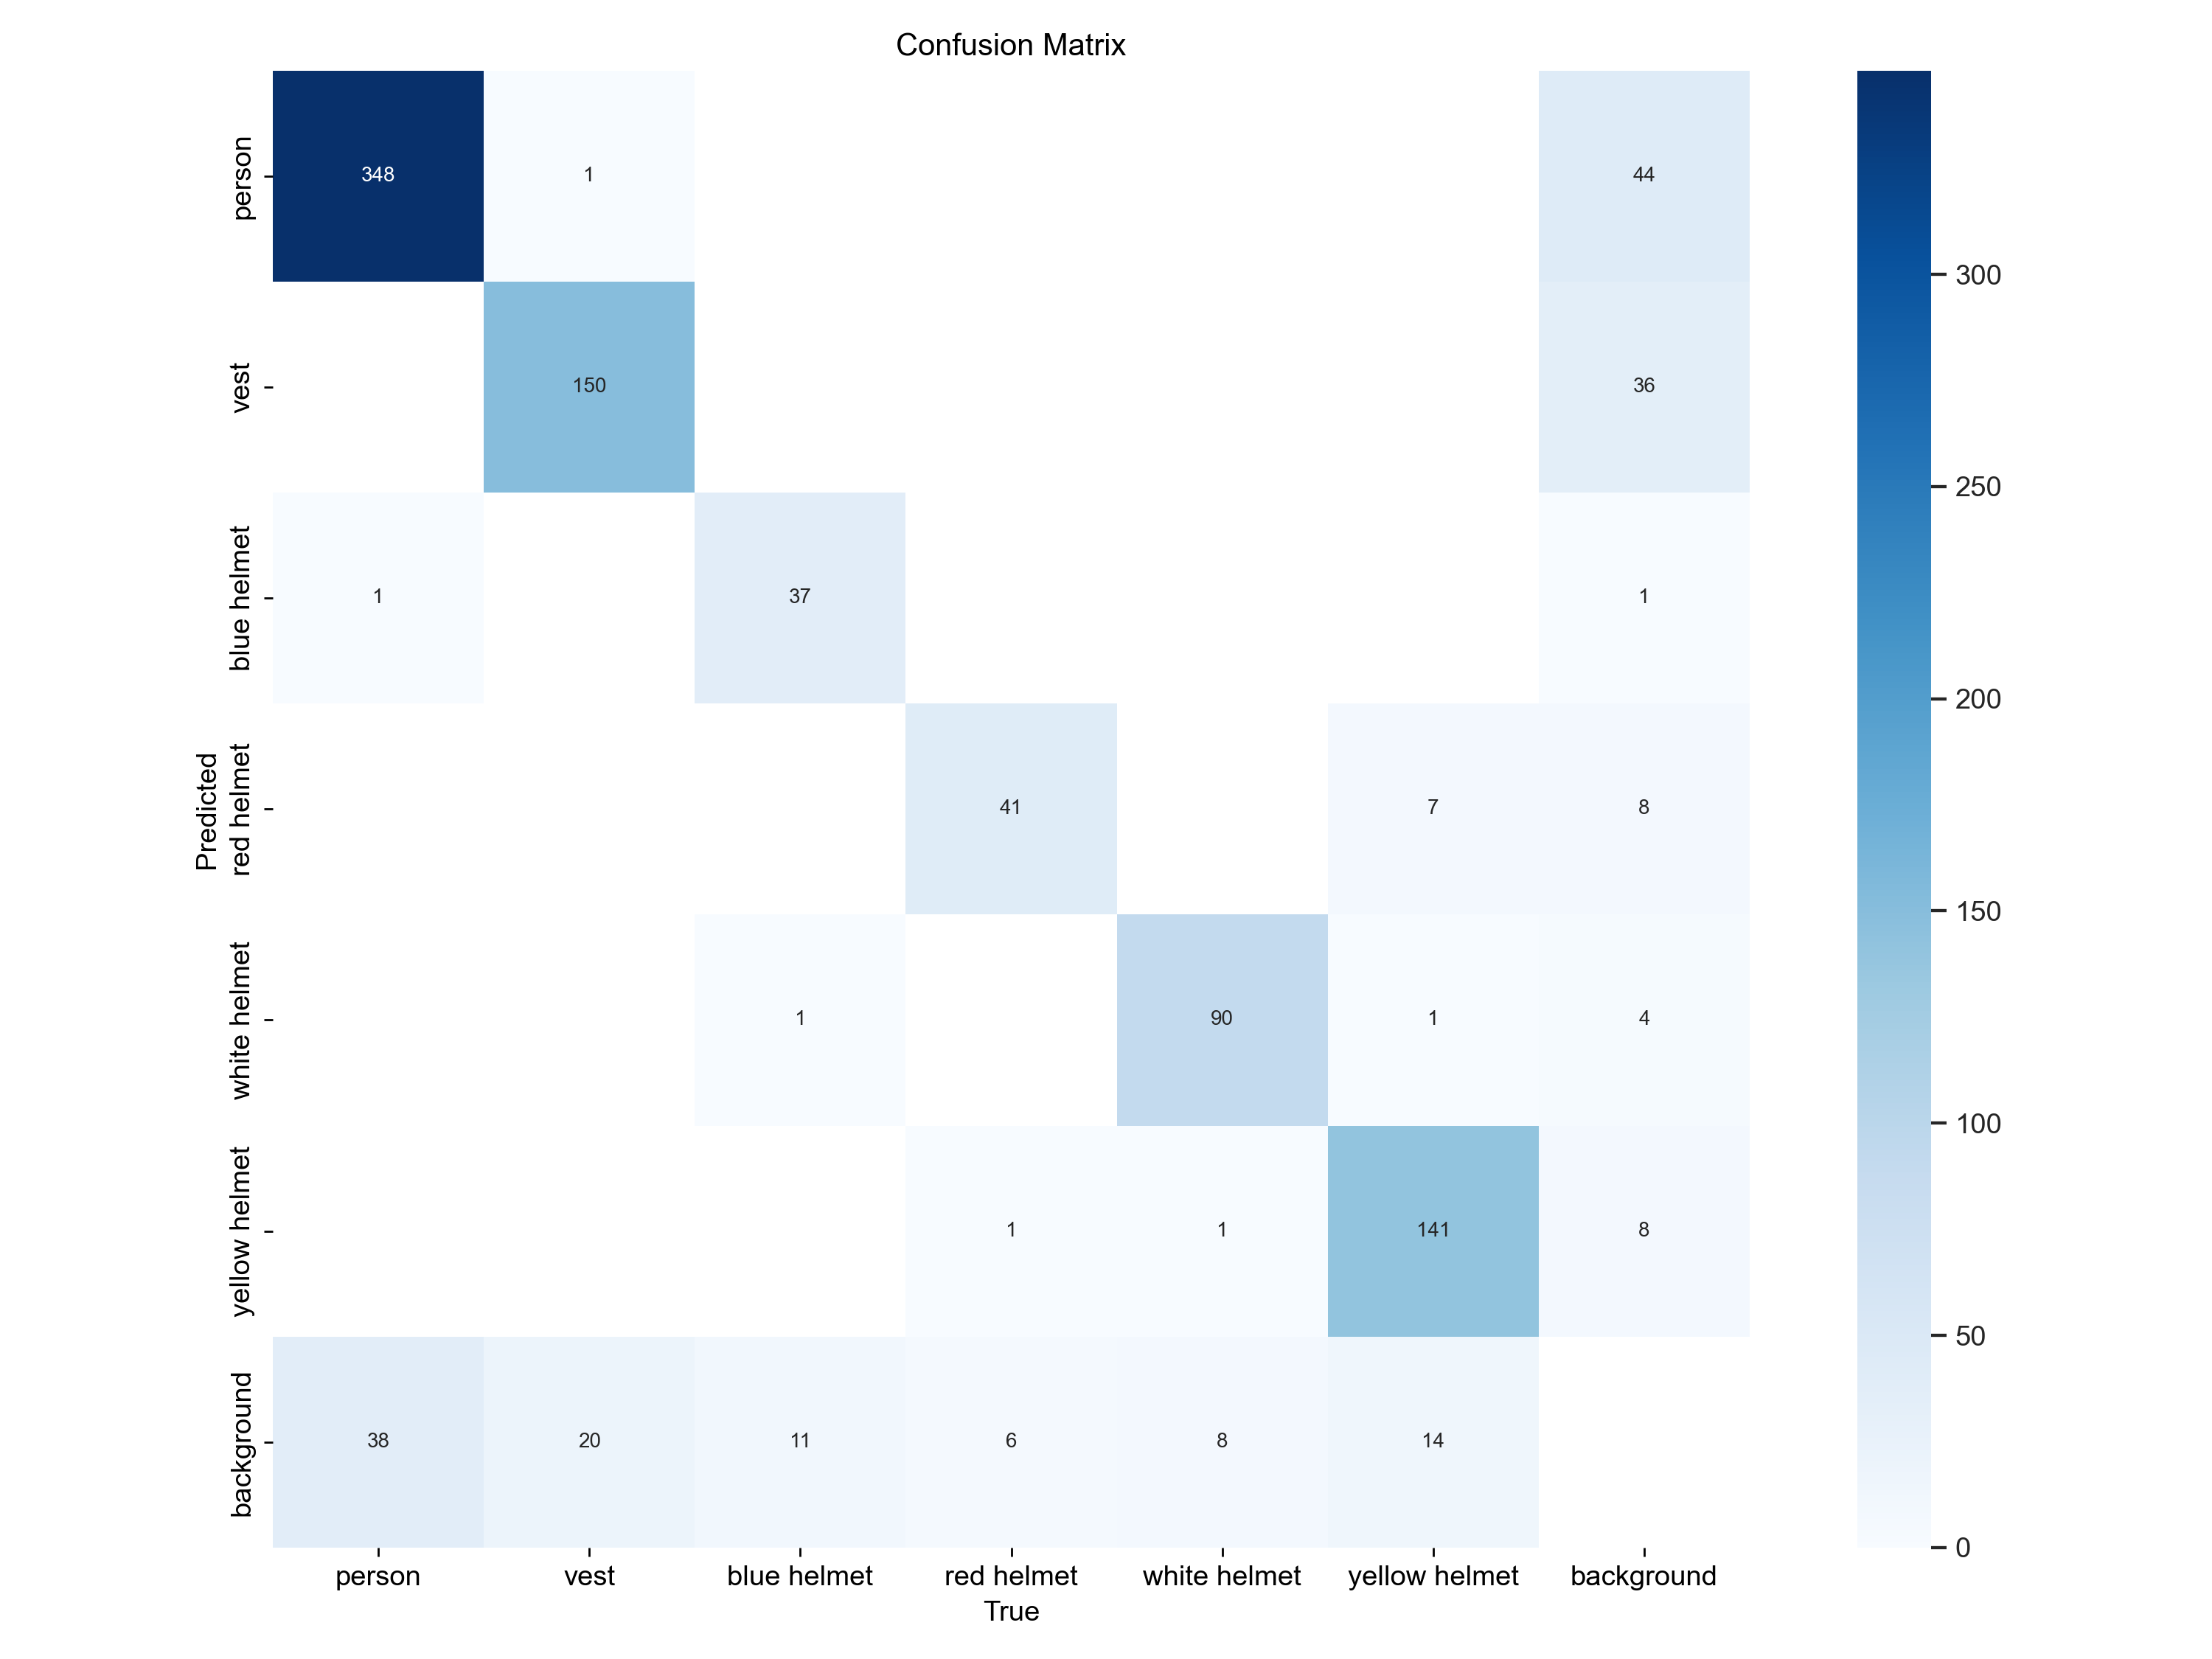 Confusion Matrix
person
348
1
44
vest
150
36
blue helmet
1
37
1
Predicted
red helmet
41
7
8
white helmet
1
90
1
4
yellow helmet
1
1
141
8
background
38
20
11
6
8
14
person
vest
blue helmet
red helmet
white helmet
yellow helmet
background
True
300
250
200
150
100
50
0